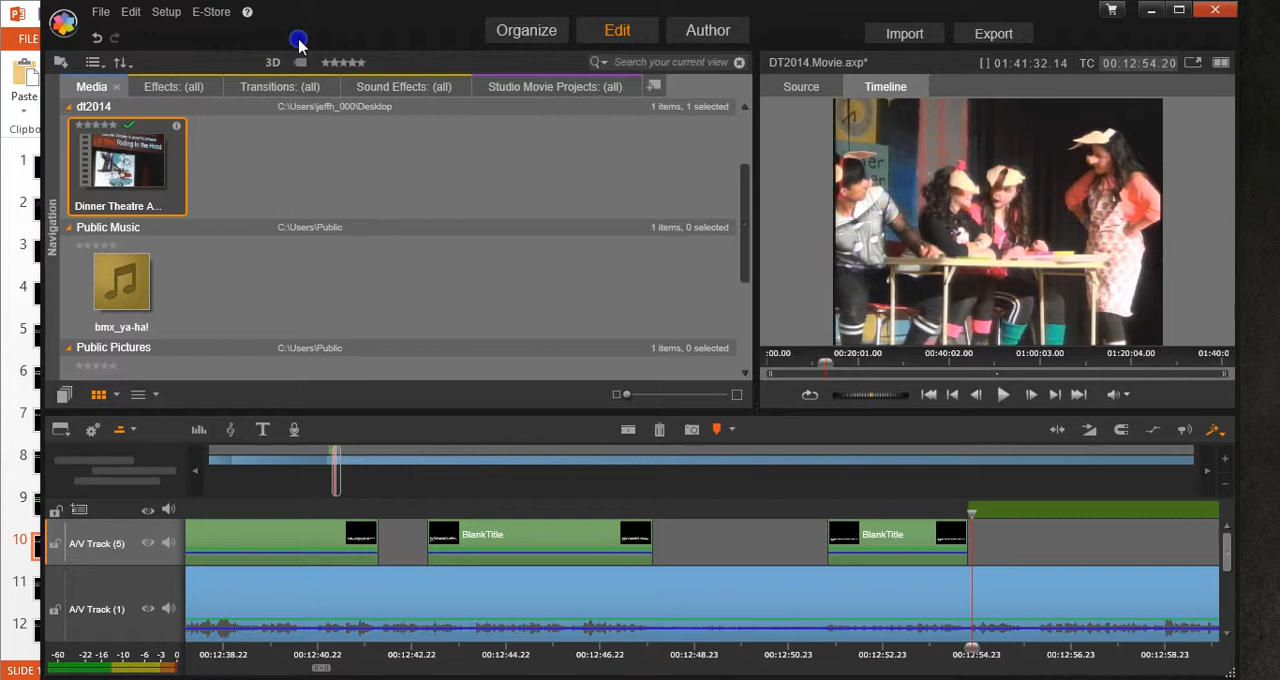 File Edit Setup E-Store ?
Organize Edit Author Import Export
FILE
3D Search your current view
DT2014.Movie.axp* [ ] 01:41:32.14 TC 00:12:54.20
Media Effects: (all) Transitions: (all) Sound Effects: (all) Studio Movie Projects: (all)
Source Timeline
Paste
Clipbo
dt2014 C:\Users\jeffh_000\Desktop 1 items, 1 selected
Riding In the Hood
Dinner Theatre A...
Navigation
Public Music C:\Users\Public 1 items, 0 selected
bmx_ya-ha!
Public Pictures C:\Users\Public 1 items, 0 selected
:00.00 00:20:01.00 00:40:02.00 01:00:03.00 01:20:04.00 01:40:0
1
2
3
4
5
6
7
8
9
10
11
12
A/V Track (5) BlankTitle BlankTitle
A/V Track (1)
-60 -22 -16 -10 -6 -3 0
00:12:38.22 00:12:40.22 00:12:42.22 00:12:44.22 00:12:46.22 00:12:48.23 00:12:50.23 00:12:52.23 00:12:54.23 00:12:56.23 00:12:58.23
SLIDE 1